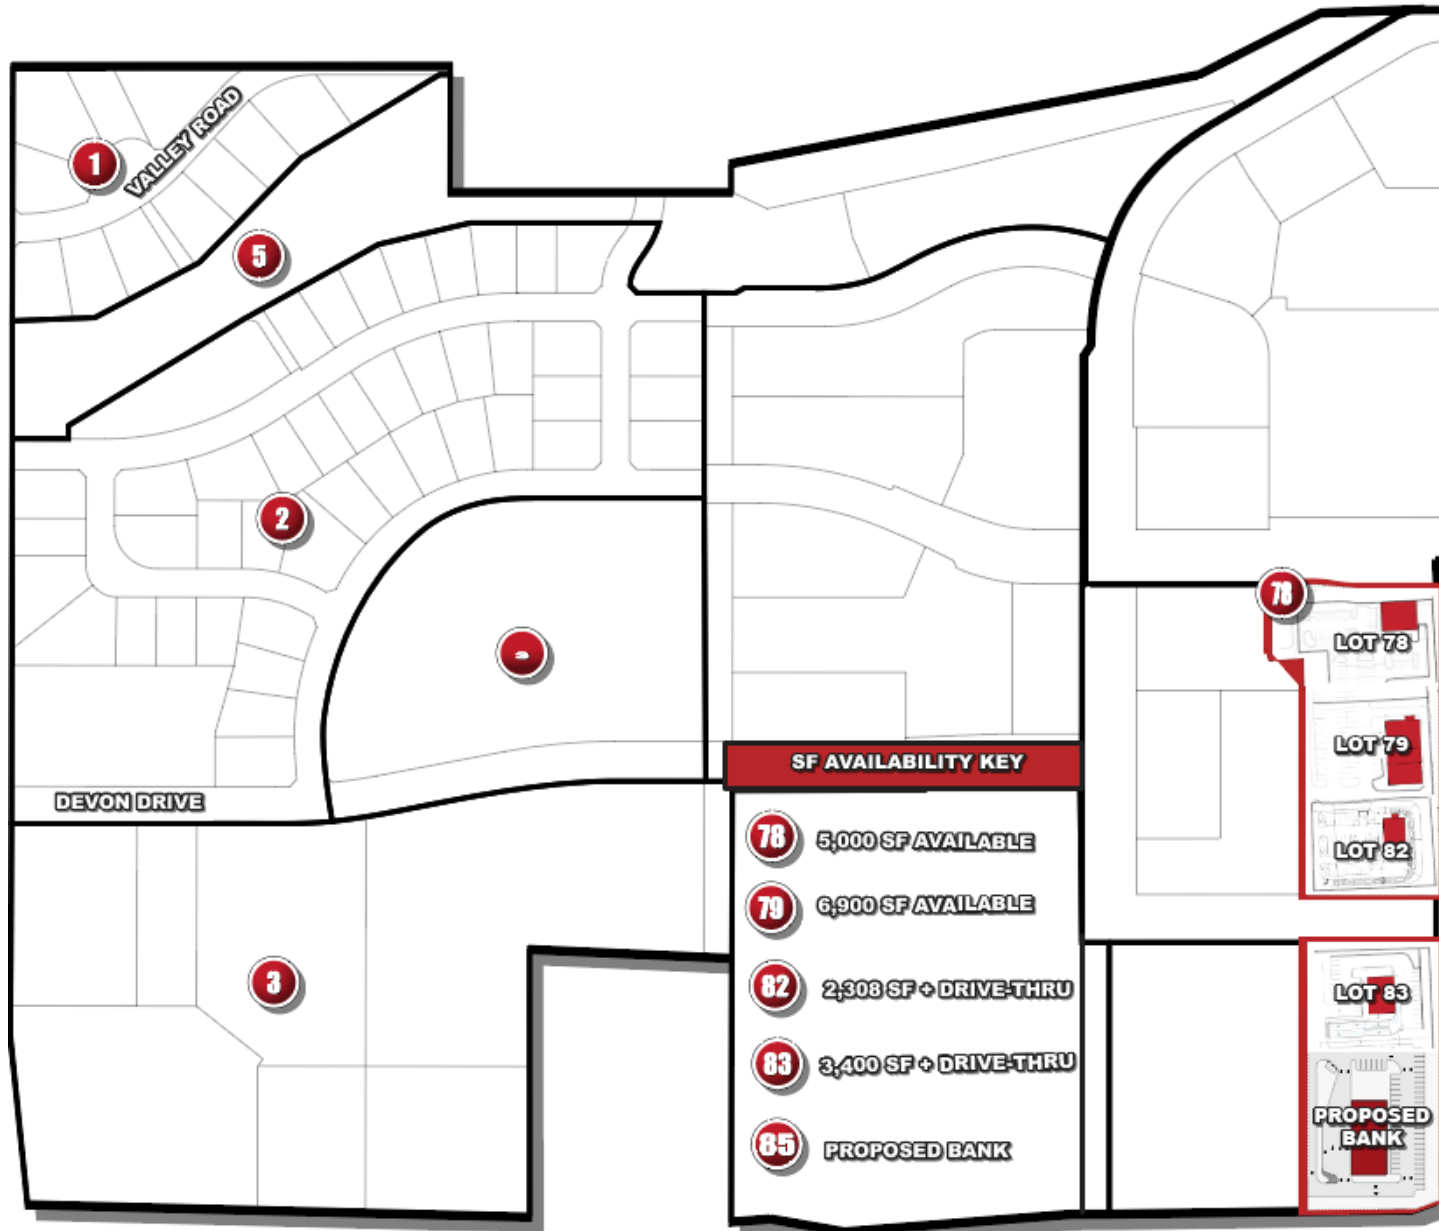 1
VALLEY ROAD
5
2
78
LOT 78
LOT 79
SF AVAILABILITY KEY
DEVON DRIVE
78 5,000 SF AVAILABLE
LOT 82
79 6,900 SF AVAILABLE
3
82 2,308 SF + DRIVE-THRU
LOT 83
83 3,400 SF + DRIVE-THRU
PROPOSED
BANK
85 PROPOSED BANK